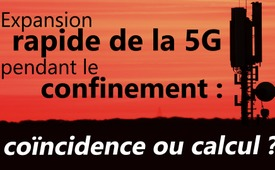 Expansion
rapide de la 5G
pendant le
confinement :
coïncidence ou calcul ?